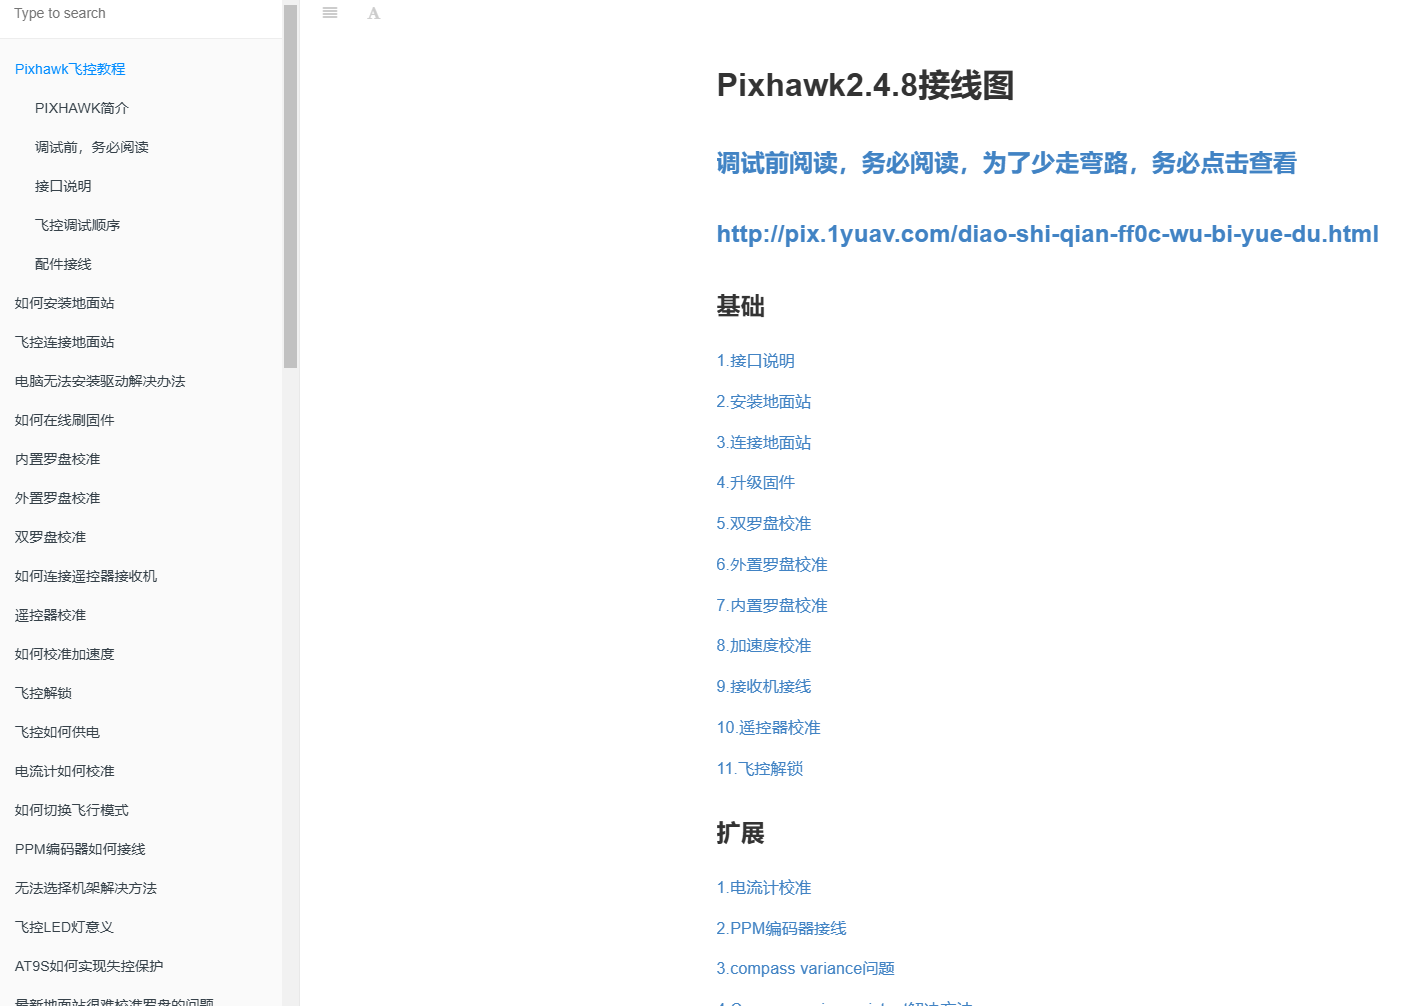 Type to search
Pixhawk飞控教程
PIXHAWK简介
调试前，务必阅读
接口说明
飞控调试顺序
配件接线
如何安装地面站
飞控连接地面站
电脑无法安装驱动解决办法
如何在线刷固件
内置罗盘校准
外置罗盘校准
双罗盘校准
如何连接遥控器接收机
遥控器校准
如何校准加速度
飞控解锁
飞控如何供电
电流计如何校准
如何切换飞行模式
PPM编码器如何接线
无法选择机架解决方法
飞控LED灯意义
AT9S如何实现失控保护
最新地面站很难校准罗盘的问题
A
Pixhawk2.4.8接线图
调试前阅读，务必阅读，为了少走弯路，务必点击查看
http://pix.1yuav.com/diao-shi-qian-ff0c-wu-bi-yue-du.html
基础
1.接口说明
2.安装地面站
3.连接地面站
4.升级固件
5.双罗盘校准
6.外置罗盘校准
7.内置罗盘校准
8.加速度校准
9.接收机接线
10.遥控器校准
11.飞控解锁
扩展
1.电流计校准
2.PPM编码器接线
3.compass variance问题